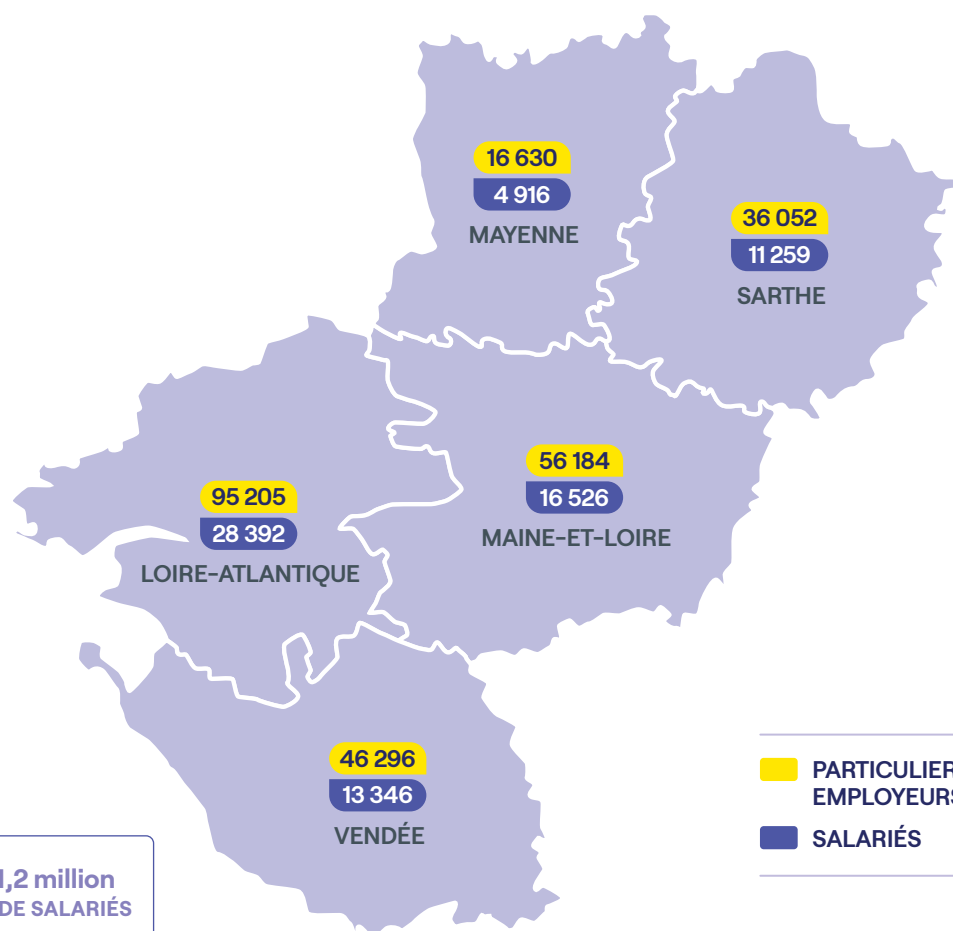 16 630
4 916
MAYENNE
36 052
11 259
SARTHE
56 184
16 526
MAINE-ET-LOIRE
95 205
28 392
LOIRE-ATLANTIQUE
46 296
13 346
VENDÉE
PARTICULIER
EMPLOYEURS
SALARIÉS
1,2 million
DE SALARIÉS